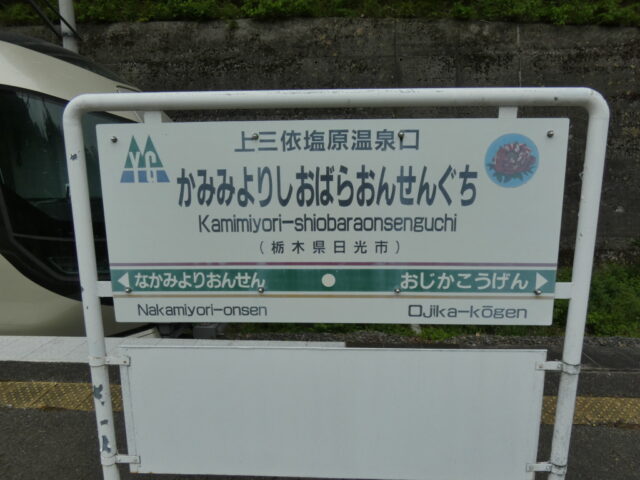 上三依塩原温泉口
YG
かみみよりしおばらおんせんぐち
Kamimiyori-shiobaraonsenguchi
(栃木県日光市)
なかみよりおんせん おじかこうげん
Nakamiyori-onsen Ojika-kōgen